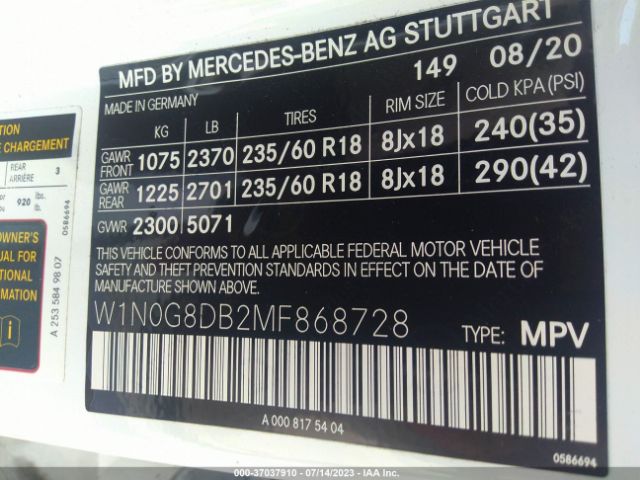 MFD BY MERCEDES-BENZ AG STUTTGART
149 08/20
MADE IN GERMANY
KG LB TIRES RIM SIZE COLD KPA (PSI)
GAWR FRONT 1075 2370 235/60 R18 8Jx18 240(35)
GAWR REAR 1225 2701 235/60 R18 8Jx18 290(42)
GVWR 2300 5071
THIS VEHICLE CONFORMS TO ALL APPLICABLE FEDERAL MOTOR VEHICLE
SAFETY AND THEFT PREVENTION STANDARDS IN EFFECT ON THE DATE OF
MANUFACTURE SHOWN ABOVE.
W1N0G8DB2MF868728
TYPE: MPV
A 000 817 54 04
0586694
CHARGEMENT
REAR
ARRIÈRE 3
920 lbs.
lb.
OWNER'S
FOR
0586694
A 253 584 98 07
000-37037910 - 07/14/2023 - IAA Inc.